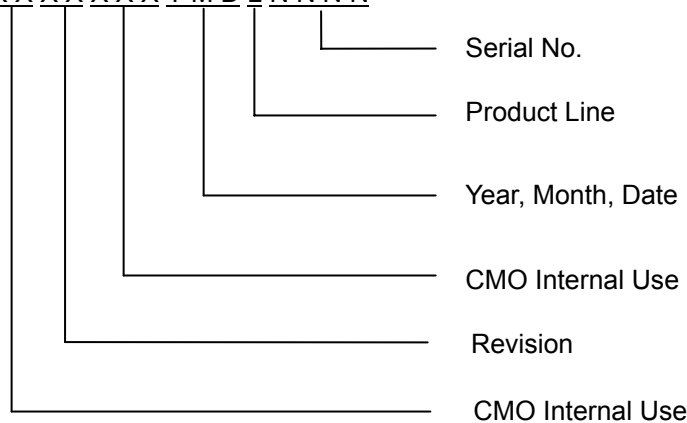 Serial No.
Product Line
Year, Month, Date
CMO Internal Use
Revision
CMO Internal Use